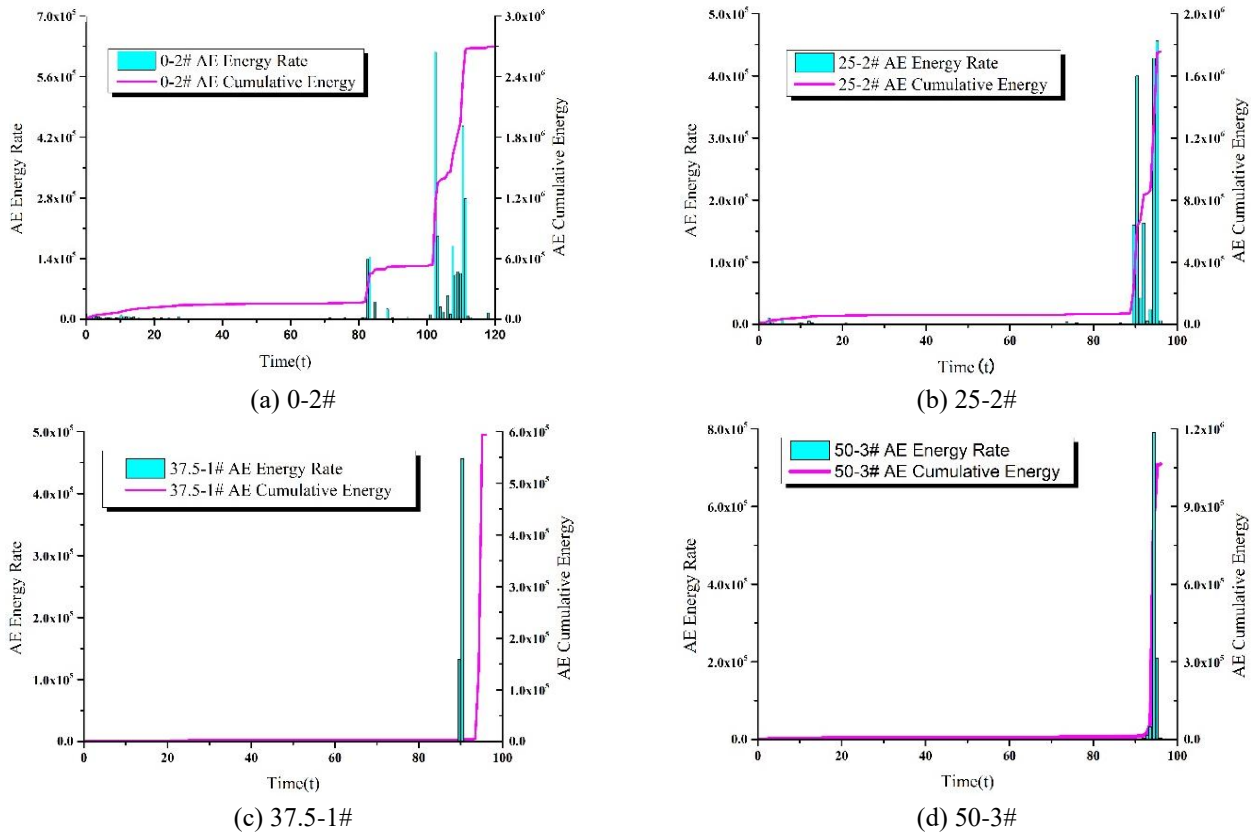 7.0x10⁵
5.6x10⁵
4.2x10⁵
2.8x10⁵
1.4x10⁵
0.0
AE Energy Rate
0-2# AE Energy Rate
0-2# AE Cumulative Energy
3.0x10⁶
2.4x10⁶
1.8x10⁶
1.2x10⁶
6.0x10⁵
0.0
AE Cumulative Energy
0 20 40 60 80 100 120
Time(t)
(a) 0-2#
5.0x10⁵
4.0x10⁵
3.0x10⁵
2.0x10⁵
1.0x10⁵
0.0
AE Energy Rate
25-2# AE Energy Rate
25-2# AE Cumulative Energy
2.0x10⁶
1.6x10⁶
1.2x10⁶
8.0x10⁵
4.0x10⁵
0.0
AE Cumulative Energy
0 20 40 60 80 100
Time (t)
(b) 25-2#
5.0x10⁵
4.0x10⁵
3.0x10⁵
2.0x10⁵
1.0x10⁵
0.0
AE Energy Rate
37.5-1# AE Energy Rate
37.5-1# AE Cumulative Energy
6.0x10⁵
5.0x10⁵
4.0x10⁵
3.0x10⁵
2.0x10⁵
1.0x10⁵
0.0
AE Cumulative Energy
0 20 40 60 80 100
Time(t)
(c) 37.5-1#
8.0x10⁵
6.0x10⁵
4.0x10⁵
2.0x10⁵
0.0
AE Energy Rate
50-3# AE Energy Rate
50-3# AE Cumulative Energy
1.2x10⁶
9.0x10⁵
6.0x10⁵
3.0x10⁵
0.0
AE Cumulative Energy
0 20 40 60 80 100
Time(t)
(d) 50-3#